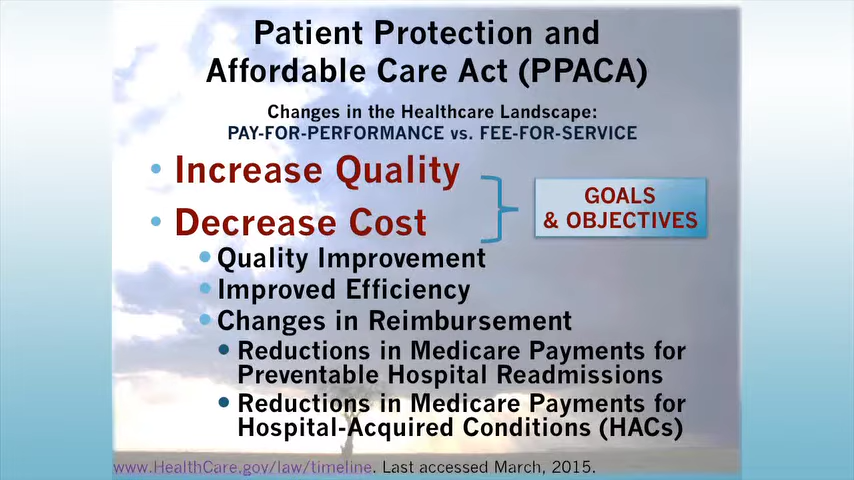 Patient Protection and
Affordable Care Act (PPACA)
Changes in the Healthcare Landscape:
PAY-FOR-PERFORMANCE vs. FEE-FOR-SERVICE
• Increase Quality
• Decrease Cost
GOALS
& OBJECTIVES
• Quality Improvement
• Improved Efficiency
• Changes in Reimbursement
• Reductions in Medicare Payments for
Preventable Hospital Readmissions
• Reductions in Medicare Payments for
Hospital-Acquired Conditions (HACs)
www.HealthCare.gov/law/timeline. Last accessed March, 2015.